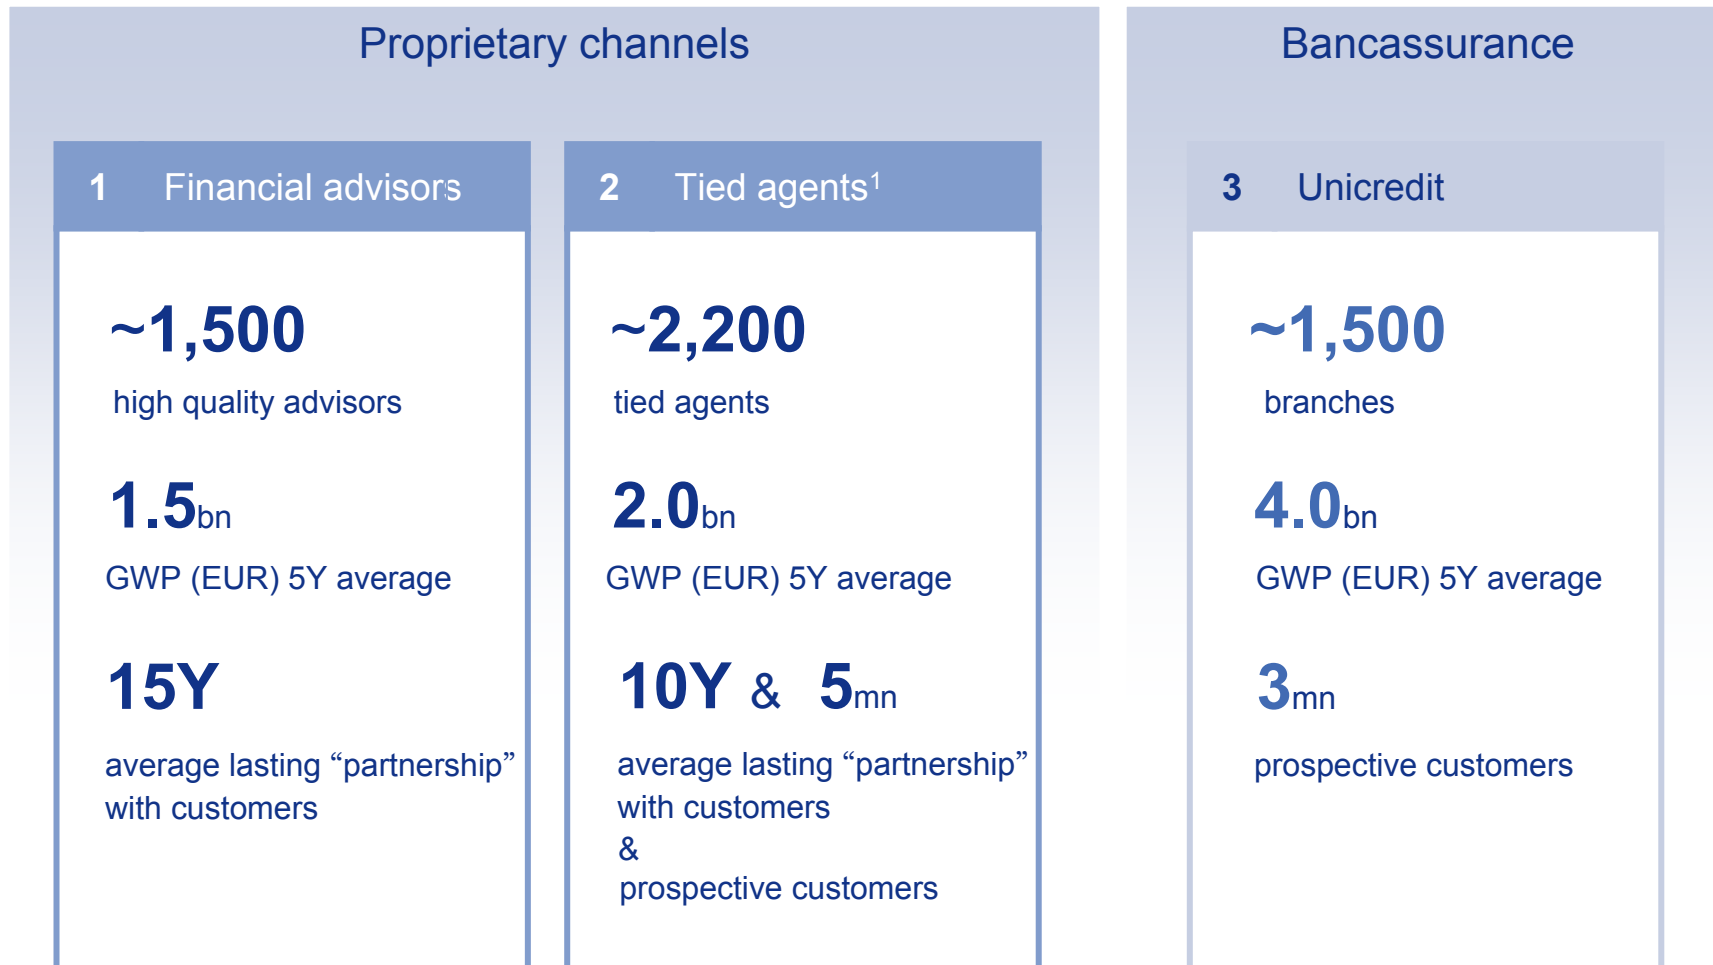 Proprietary channels
1 Financial advisors
~1,500
high quality advisors
1.5bn
GWP (EUR) 5Y average
15Y
average lasting “partnership”
with customers
2 Tied agents1
~2,200
tied agents
2.0bn
GWP (EUR) 5Y average
10Y & 5mn
average lasting “partnership”
with customers
&
prospective customers
Bancassurance
3 Unicredit
~1,500
branches
4.0bn
GWP (EUR) 5Y average
3mn
prospective customers